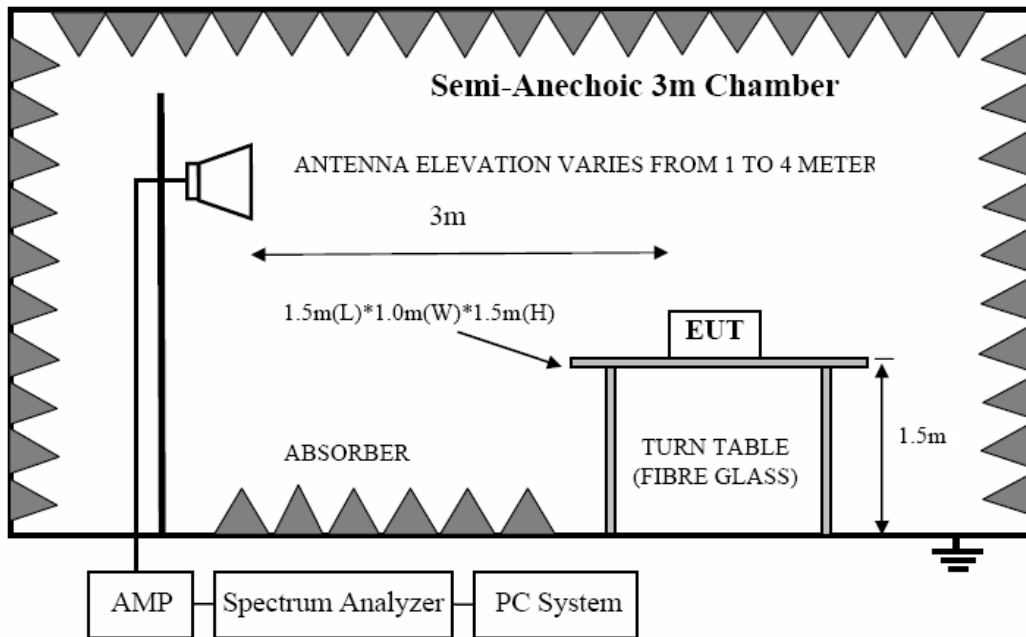 Semi-Anechoic 3m Chamber
ANTENNA ELEVATION VARIES FROM 1 TO 4 METER
3m
1.5m(L)*1.0m(W)*1.5m(H)
EUT
1.5m
ABSORBER
TURN TABLE
(FIBRE GLASS)
AMP
Spectrum Analyzer
PC System